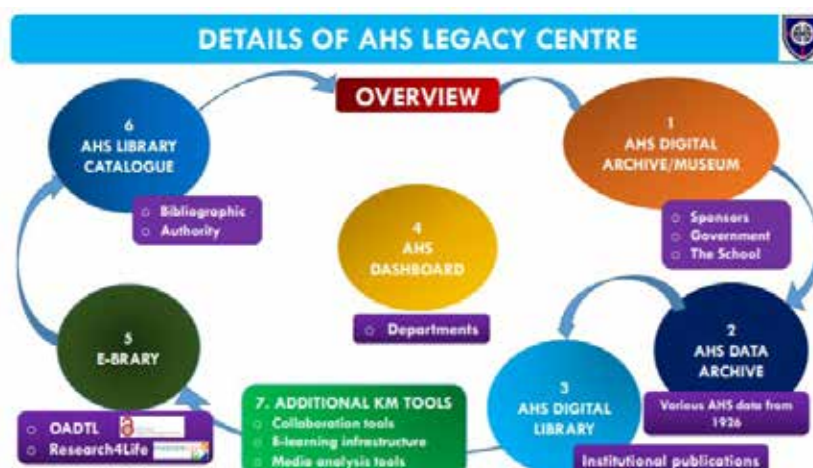 DETAILS OF AHS LEGACY CENTRE
OVERVIEW
1
AHS DIGITAL
ARCHIVE/MUSEUM
○ Sponsors
○ Government
○ The School
2
AHS DATA
ARCHIVE
Various AHS data from
1926
3
AHS DIGITAL
LIBRARY
Institutional publications
7. ADDITIONAL KM TOOLS
○ Collaboration tools
○ E-learning infrastructure
○ Media analysis tools
4
AHS
DASHBOARD
○ Departments
5
E-BRARY
○ OADTL
○ Research4Life
6
AHS LIBRARY
CATALOGUE
○ Bibliographic
○ Authority